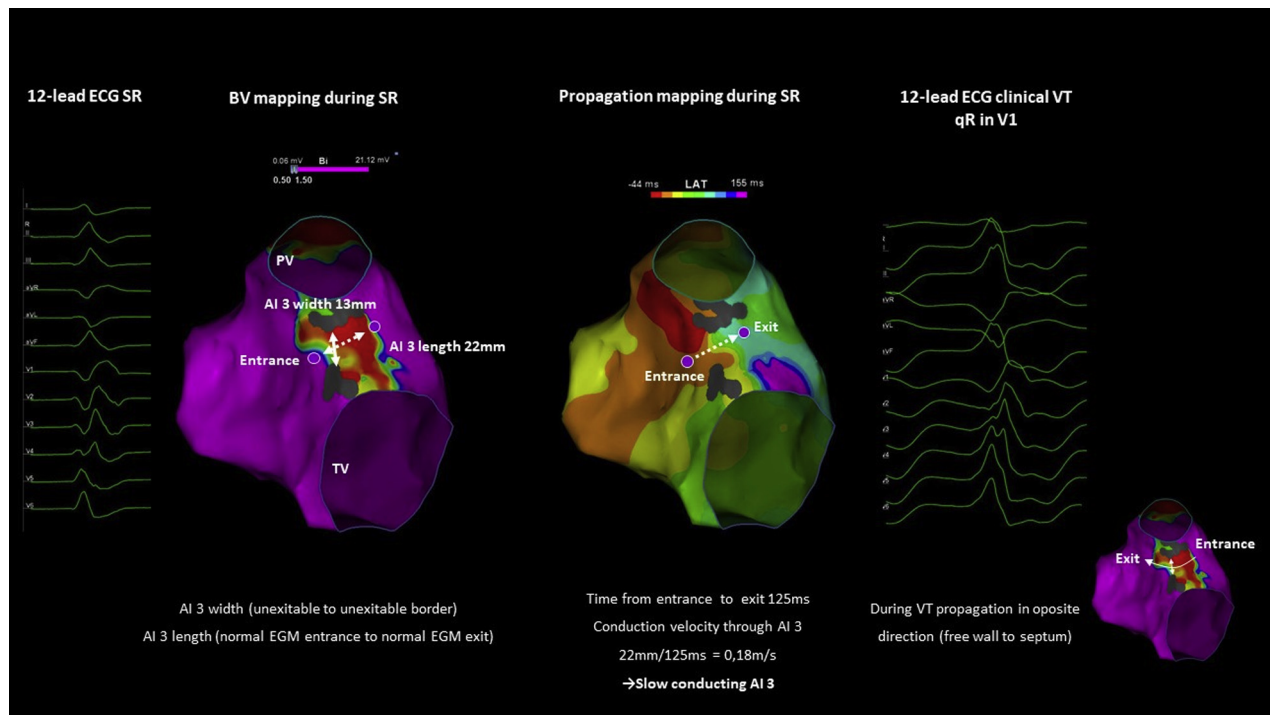 12-lead ECG SR
BV mapping during SR
Propagation mapping during SR
12-lead ECG clinical VT
qR in V1
0.06 mV Bi 21.12 mV
0.50 1.50
-44 ms LAT 155 ms
I
R
II
III
aVR
aVL
aVF
V1
V2
V3
V4
V5
V6
PV
AI 3 width 13mm
AI 3 length 22mm
Entrance
TV
Exit
Entrance
aVR
aVL
aVF
Entrance
Exit
AI 3 width (unexitable to unexitable border)
AI 3 length (normal EGM entrance to normal EGM exit)
Time from entrance to exit 125ms
Conduction velocity through AI 3
22mm/125ms = 0,18m/s
→Slow conducting AI 3
During VT propagation in oposite
direction (free wall to septum)